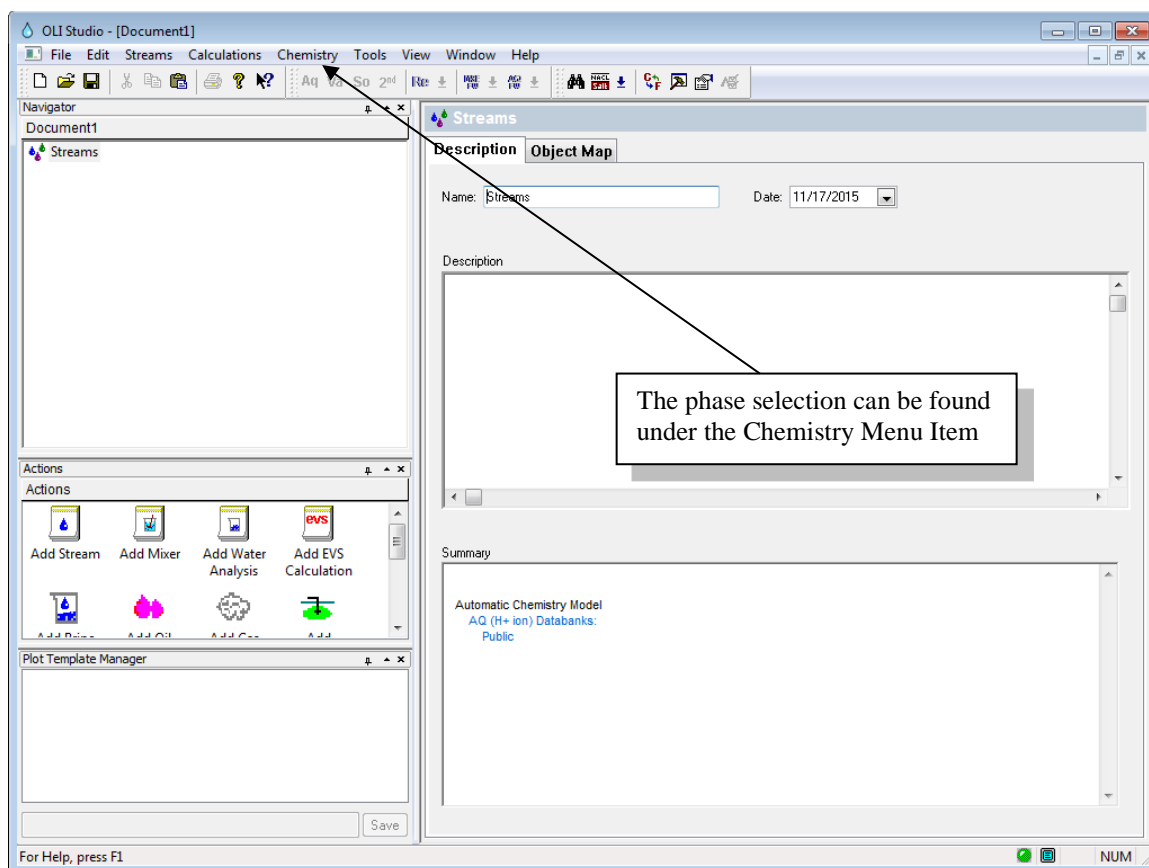 OLI Studio - [Document1]
File Edit Streams Calculations Chemistry Tools View Window Help
Aq Va So 2nd Re
Navigator
Document1
Streams
Streams
Description Object Map
Name: Streams Date: 11/17/2015
Description
The phase selection can be found
under the Chemistry Menu Item
Actions
Actions
Add Stream Add Mixer Add Water Analysis Add EVS Calculation
evs
Summary
Automatic Chemistry Model
AQ (H+ ion) Databanks:
Public
Plot Template Manager
Save
For Help, press F1 NUM